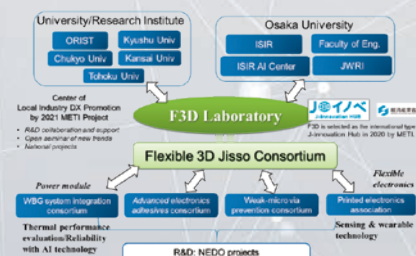 University/Research Institute
Osaka University
ORIST
Kyushu Univ
Chukyo Univ
Kansai Univ
Tohoku Univ
ISIR
Faculty of Eng.
ISIR AI Center
JWRI
Center of
Local Industry DX Promotion
by 2021 METI Project
• R&D collaboration and support
• Open seminar of new trends
• National projects
F3D Laboratory
J イノベ
F3D is selected as the international type
J-innovation Hub in 2020 by METI.
Flexible 3D Jisso Consortium
Power module
Flexible
electronics
WBG system integration
consortium
Advanced electronics
adhesives consortium
Weak-micro via
prevention consortium
Printed electronics
association
Thermal performance
evaluation/Reliability
with AI technology
Sensing & wearable
technology
R&D: NEDO projects